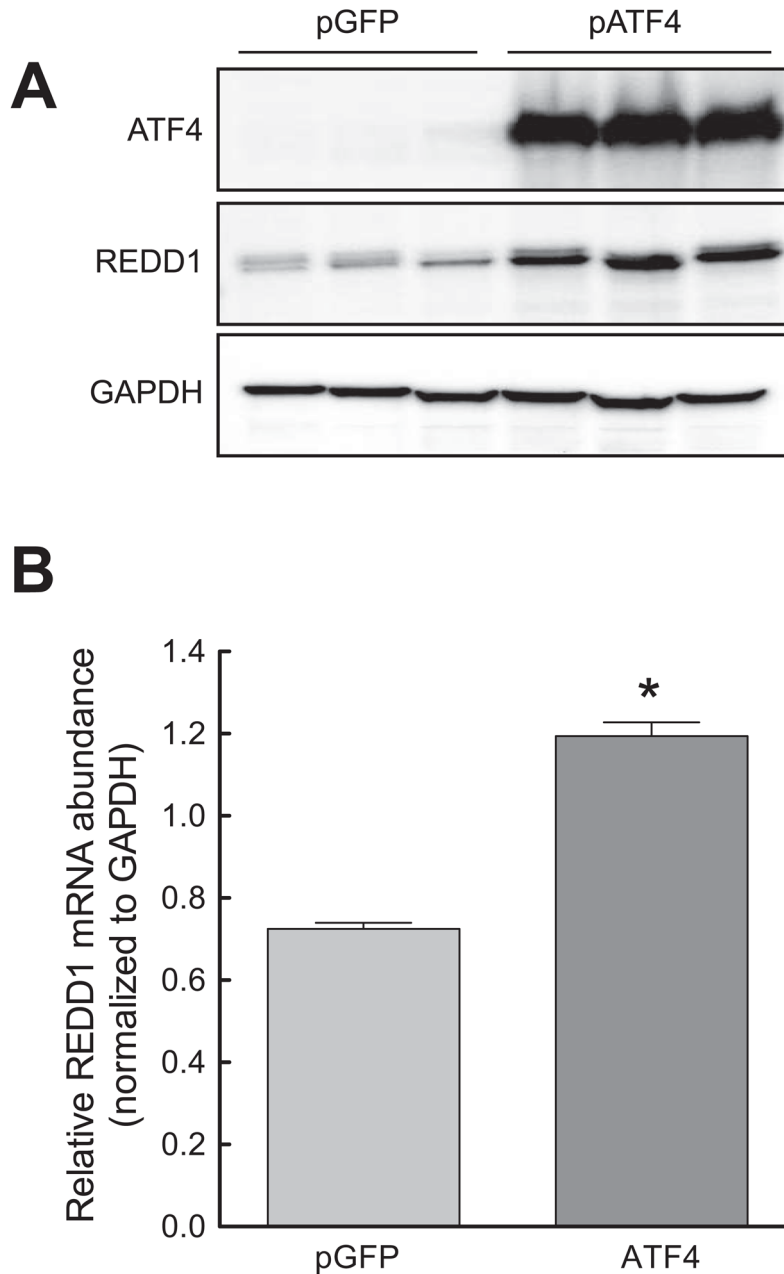 pGFP pATF4
A
ATF4
REDD1
GAPDH
B
Relative REDD1 mRNA abundance
(normalized to GAPDH)
1.4
1.2
1.0
0.8
0.6
0.4
0.2
0.0
*
pGFP ATF4